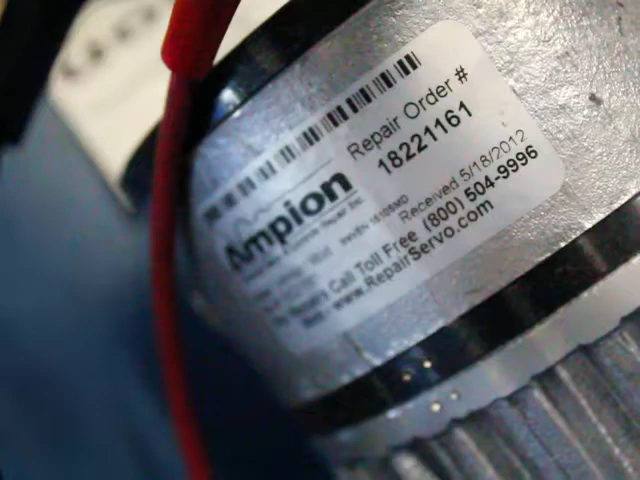 Repair Order #
18221161
Ampion
Received 5/18/2012
Call Toll Free (800) 504-9996
www.RepairServo.com